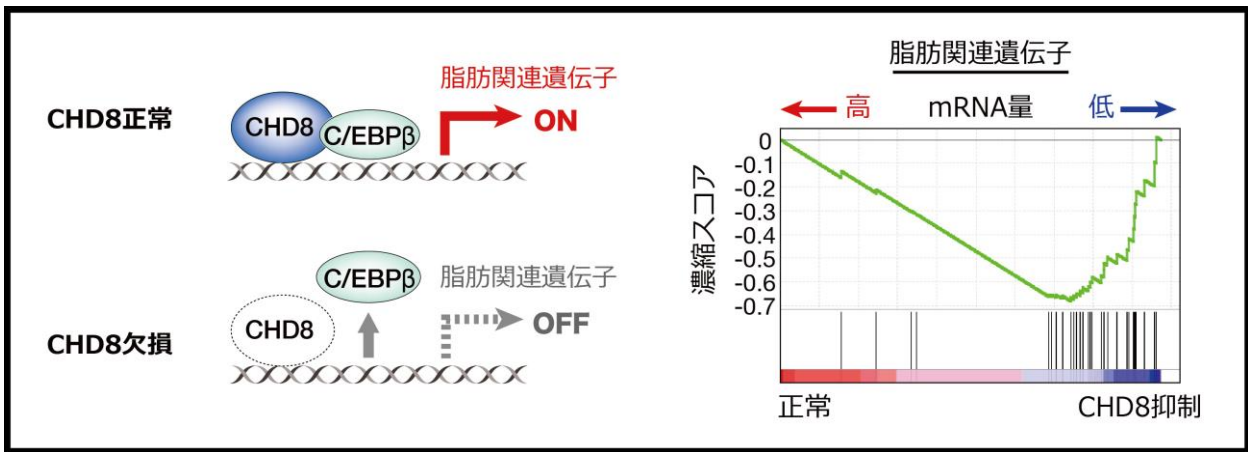 CHD8正常
CHD8
C/EBPβ
脂肪関連遺伝子
ON
CHD8欠損
CHD8
C/EBPβ
脂肪関連遺伝子
OFF
脂肪関連遺伝子
高 mRNA量 低
濃縮スコア
0
-0.1
-0.2
-0.3
-0.4
-0.5
-0.6
-0.7
正常 CHD8抑制